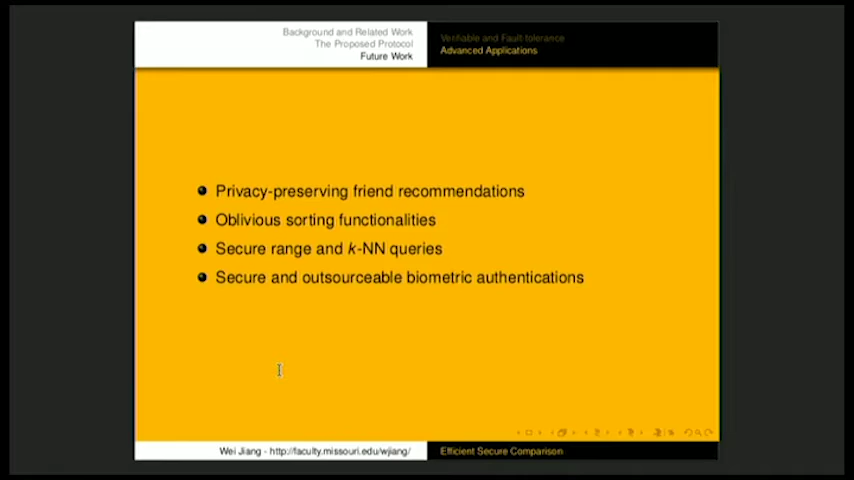 Background and Related Work
The Proposed Protocol
Future Work
Verifiable and Fault-tolerance
Advanced Applications
Privacy-preserving friend recommendations
Oblivious sorting functionalities
Secure range and k-NN queries
Secure and outsourceable biometric authentications
Wei Jiang - http://faculty.missouri.edu/wjiang/
Efficient Secure Comparison